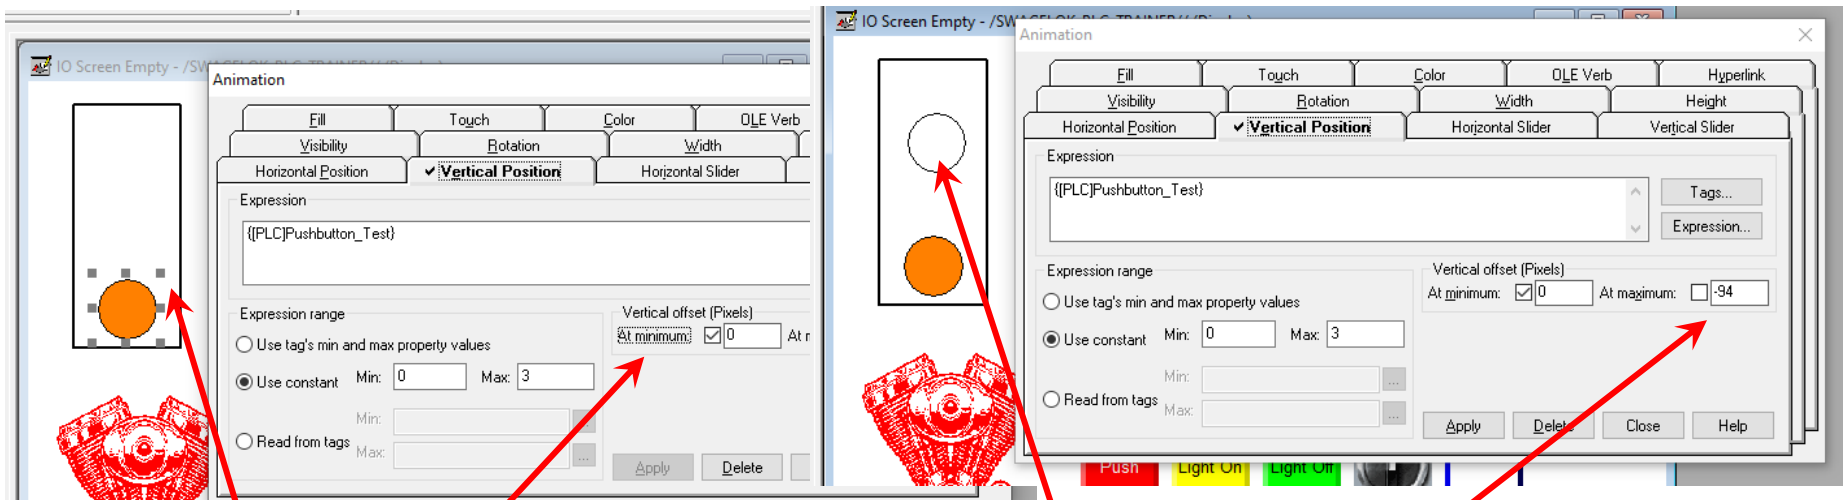 IO Screen Empty - /SW
Animation
Fill Touch Color OLE Verb
Visibility Rotation Width
Horizontal Position Vertical Position Horizontal Slider
Expression
{[PLC]Pushbutton_Test}
Expression range
Use tag's min and max property values
Use constant Min: 0 Max: 3
Min:
Read from tags
Max:
...
Vertical offset (Pixels)
At minimum: 0 At
Apply Delete
IO Screen Empty - /SW
Animation
Fill Touch Color OLE Verb Hyperlink
Visibility Rotation Width Height
Horizontal Position Vertical Position Horizontal Slider Vertical Slider
Expression
{[PLC]Pushbutton_Test}
Tags...
Expression...
Expression range
Use tag's min and max property values
Use constant Min: 0 Max: 3
Min: ...
Read from tags
Max: ...
Vertical offset (Pixels)
At minimum: 0 At maximum: -94
Apply Delete Close Help
Push Light On Light Off